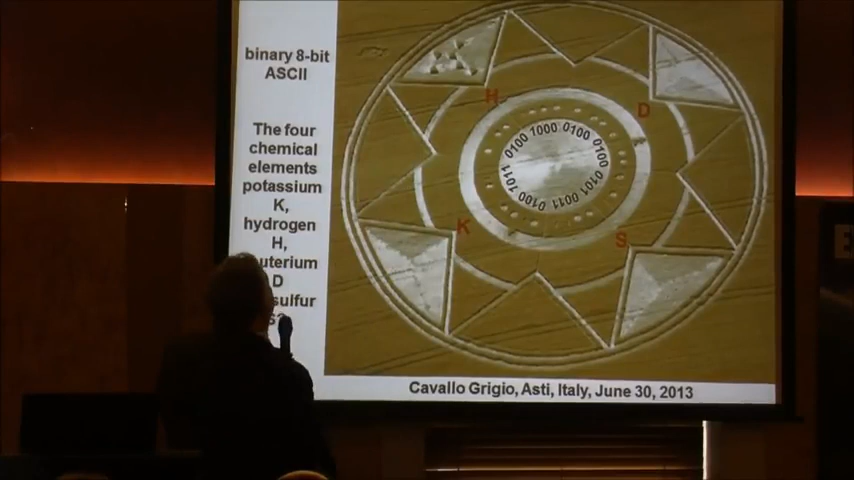 binary 8-bit
ASCII
The four
chemical
elements
potassium
K,
hydrogen
H,
uterium
D
sulfur
S?
H
D
K
S
0100 1000 0100 0100 0101 0011 0100 1011
Cavallo Grigio, Asti, Italy, June 30, 2013